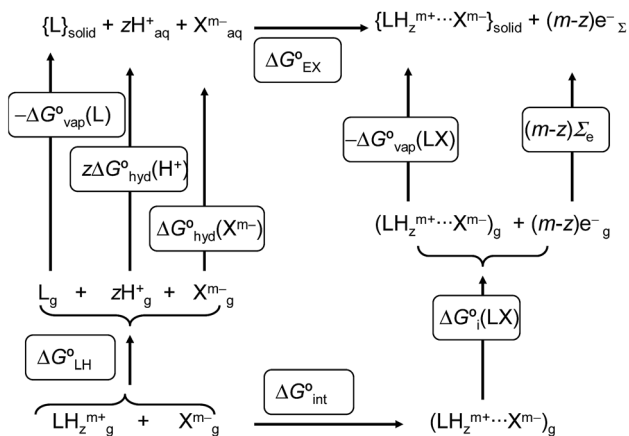 {L}solid + zH⁺aq + Xᵐ⁻aq
{LHzᵐ⁺···Xᵐ⁻}solid + (m-z)e⁻Σ
ΔGºEX
−ΔGºvap(L)
−ΔGºvap(LX)
(m-z)Σe
zΔGºhyd(H⁺)
ΔGºhyd(Xᵐ⁻)
(LHzᵐ⁺···Xᵐ⁻)g + (m-z)e⁻g
Lg + zH⁺g + Xᵐ⁻g
ΔGºi(LX)
ΔGºLH
ΔGºint
LHzᵐ⁺g + Xᵐ⁻g
(LHzᵐ⁺···Xᵐ⁻)g